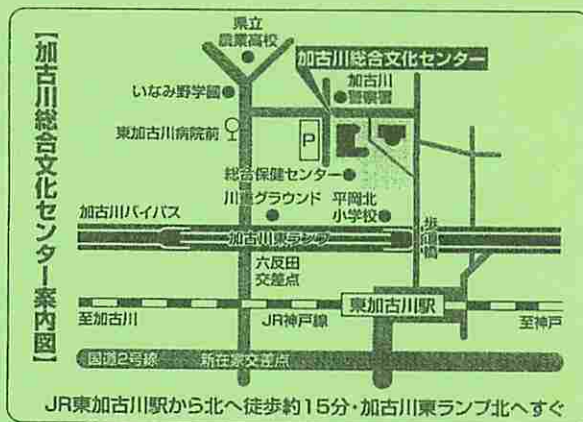 【加古川総合文化センター案内図】
県立
農業高校
加古川総合文化センター
加古川
警察署
いなみ野学園
東加古川病院前
P
総合保健センター
川重グラウンド
平岡北
小学校
加古川バイパス
加古川東ランプ
歩道橋
六反田
交差点
東加古川駅
至加古川
JR神戸線
至神戸
国道2号線
新在家交差点
JR東加古川駅から北へ徒歩約15分・加古川東ランプ北へすぐ